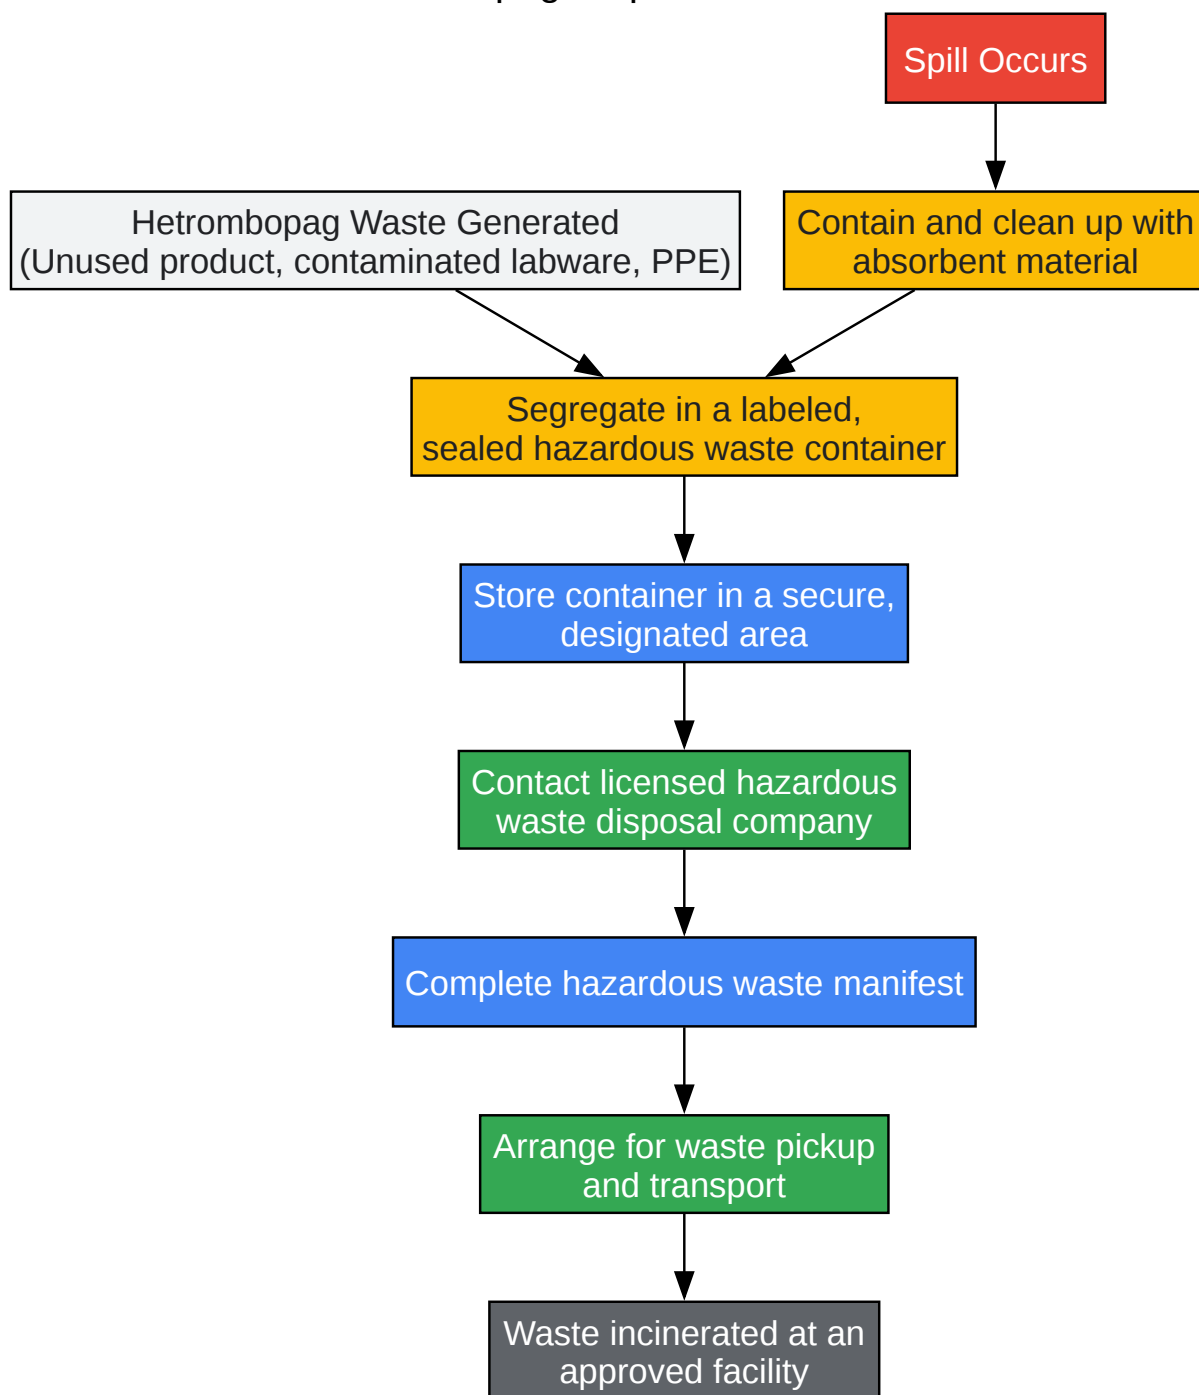 Spill Occurs
Hetrombopag Waste Generated
(Unused product, contaminated labware, PPE)
Contain and clean up with
absorbent material
Segregate in a labeled,
sealed hazardous waste container
Store container in a secure,
designated area
Contact licensed hazardous
waste disposal company
Complete hazardous waste manifest
Arrange for waste pickup
and transport
Waste incinerated at an
approved facility